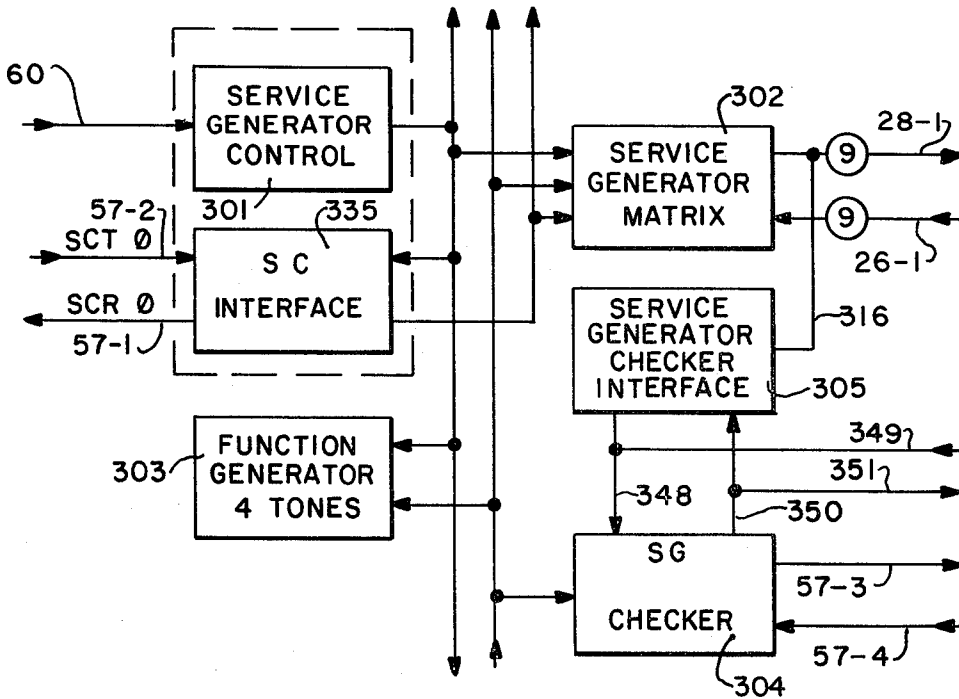 60
SERVICE
GENERATOR
CONTROL
301
57-2
SCT Ø
335
S C
INTERFACE
SCR Ø
57-1
303
FUNCTION
GENERATOR
4 TONES
302
SERVICE
GENERATOR
MATRIX
9
28-1
9
26-1
316
SERVICE
GENERATOR
CHECKER
INTERFACE
305
349
351
348
350
SG
CHECKER
304
57-3
57-4